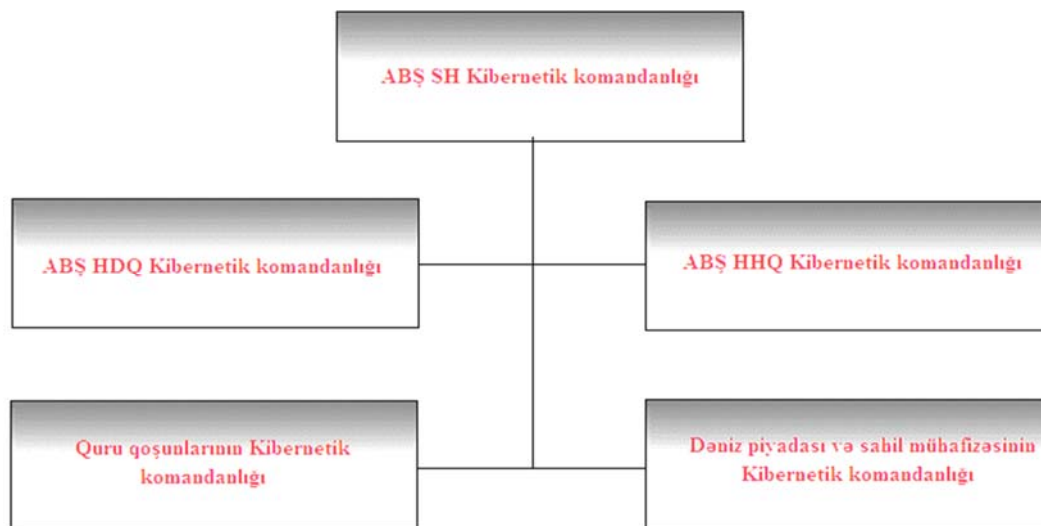 ABŞ SH Kibernetik komandanlığı
ABŞ HDQ Kibernetik komandanlığı
ABŞ HHQ Kibernetik komandanlığı
Quru qoşunlarının Kibernetik
komandanlığı
Dəniz piyadası və sahil mühafizəsinin
Kibernetik komandanlığı